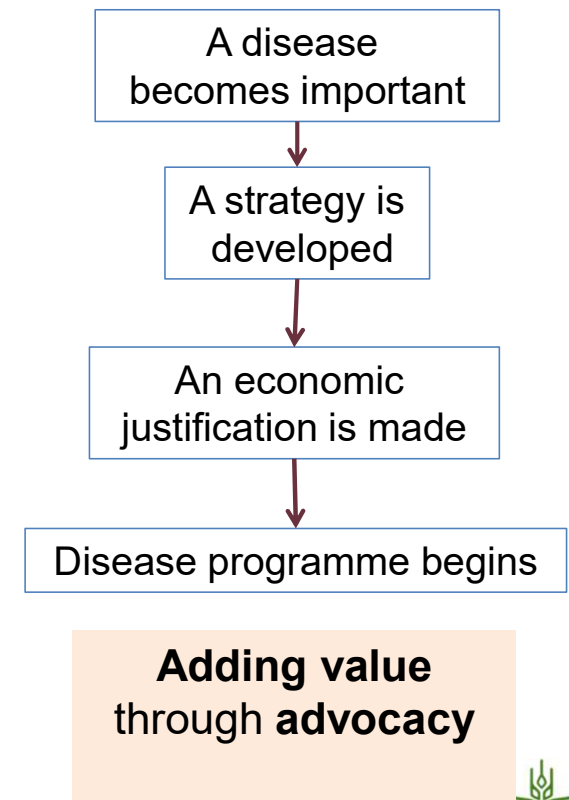 A disease
becomes important
A strategy is
developed
An economic
justification is made
Disease programme begins
Adding value
through advocacy